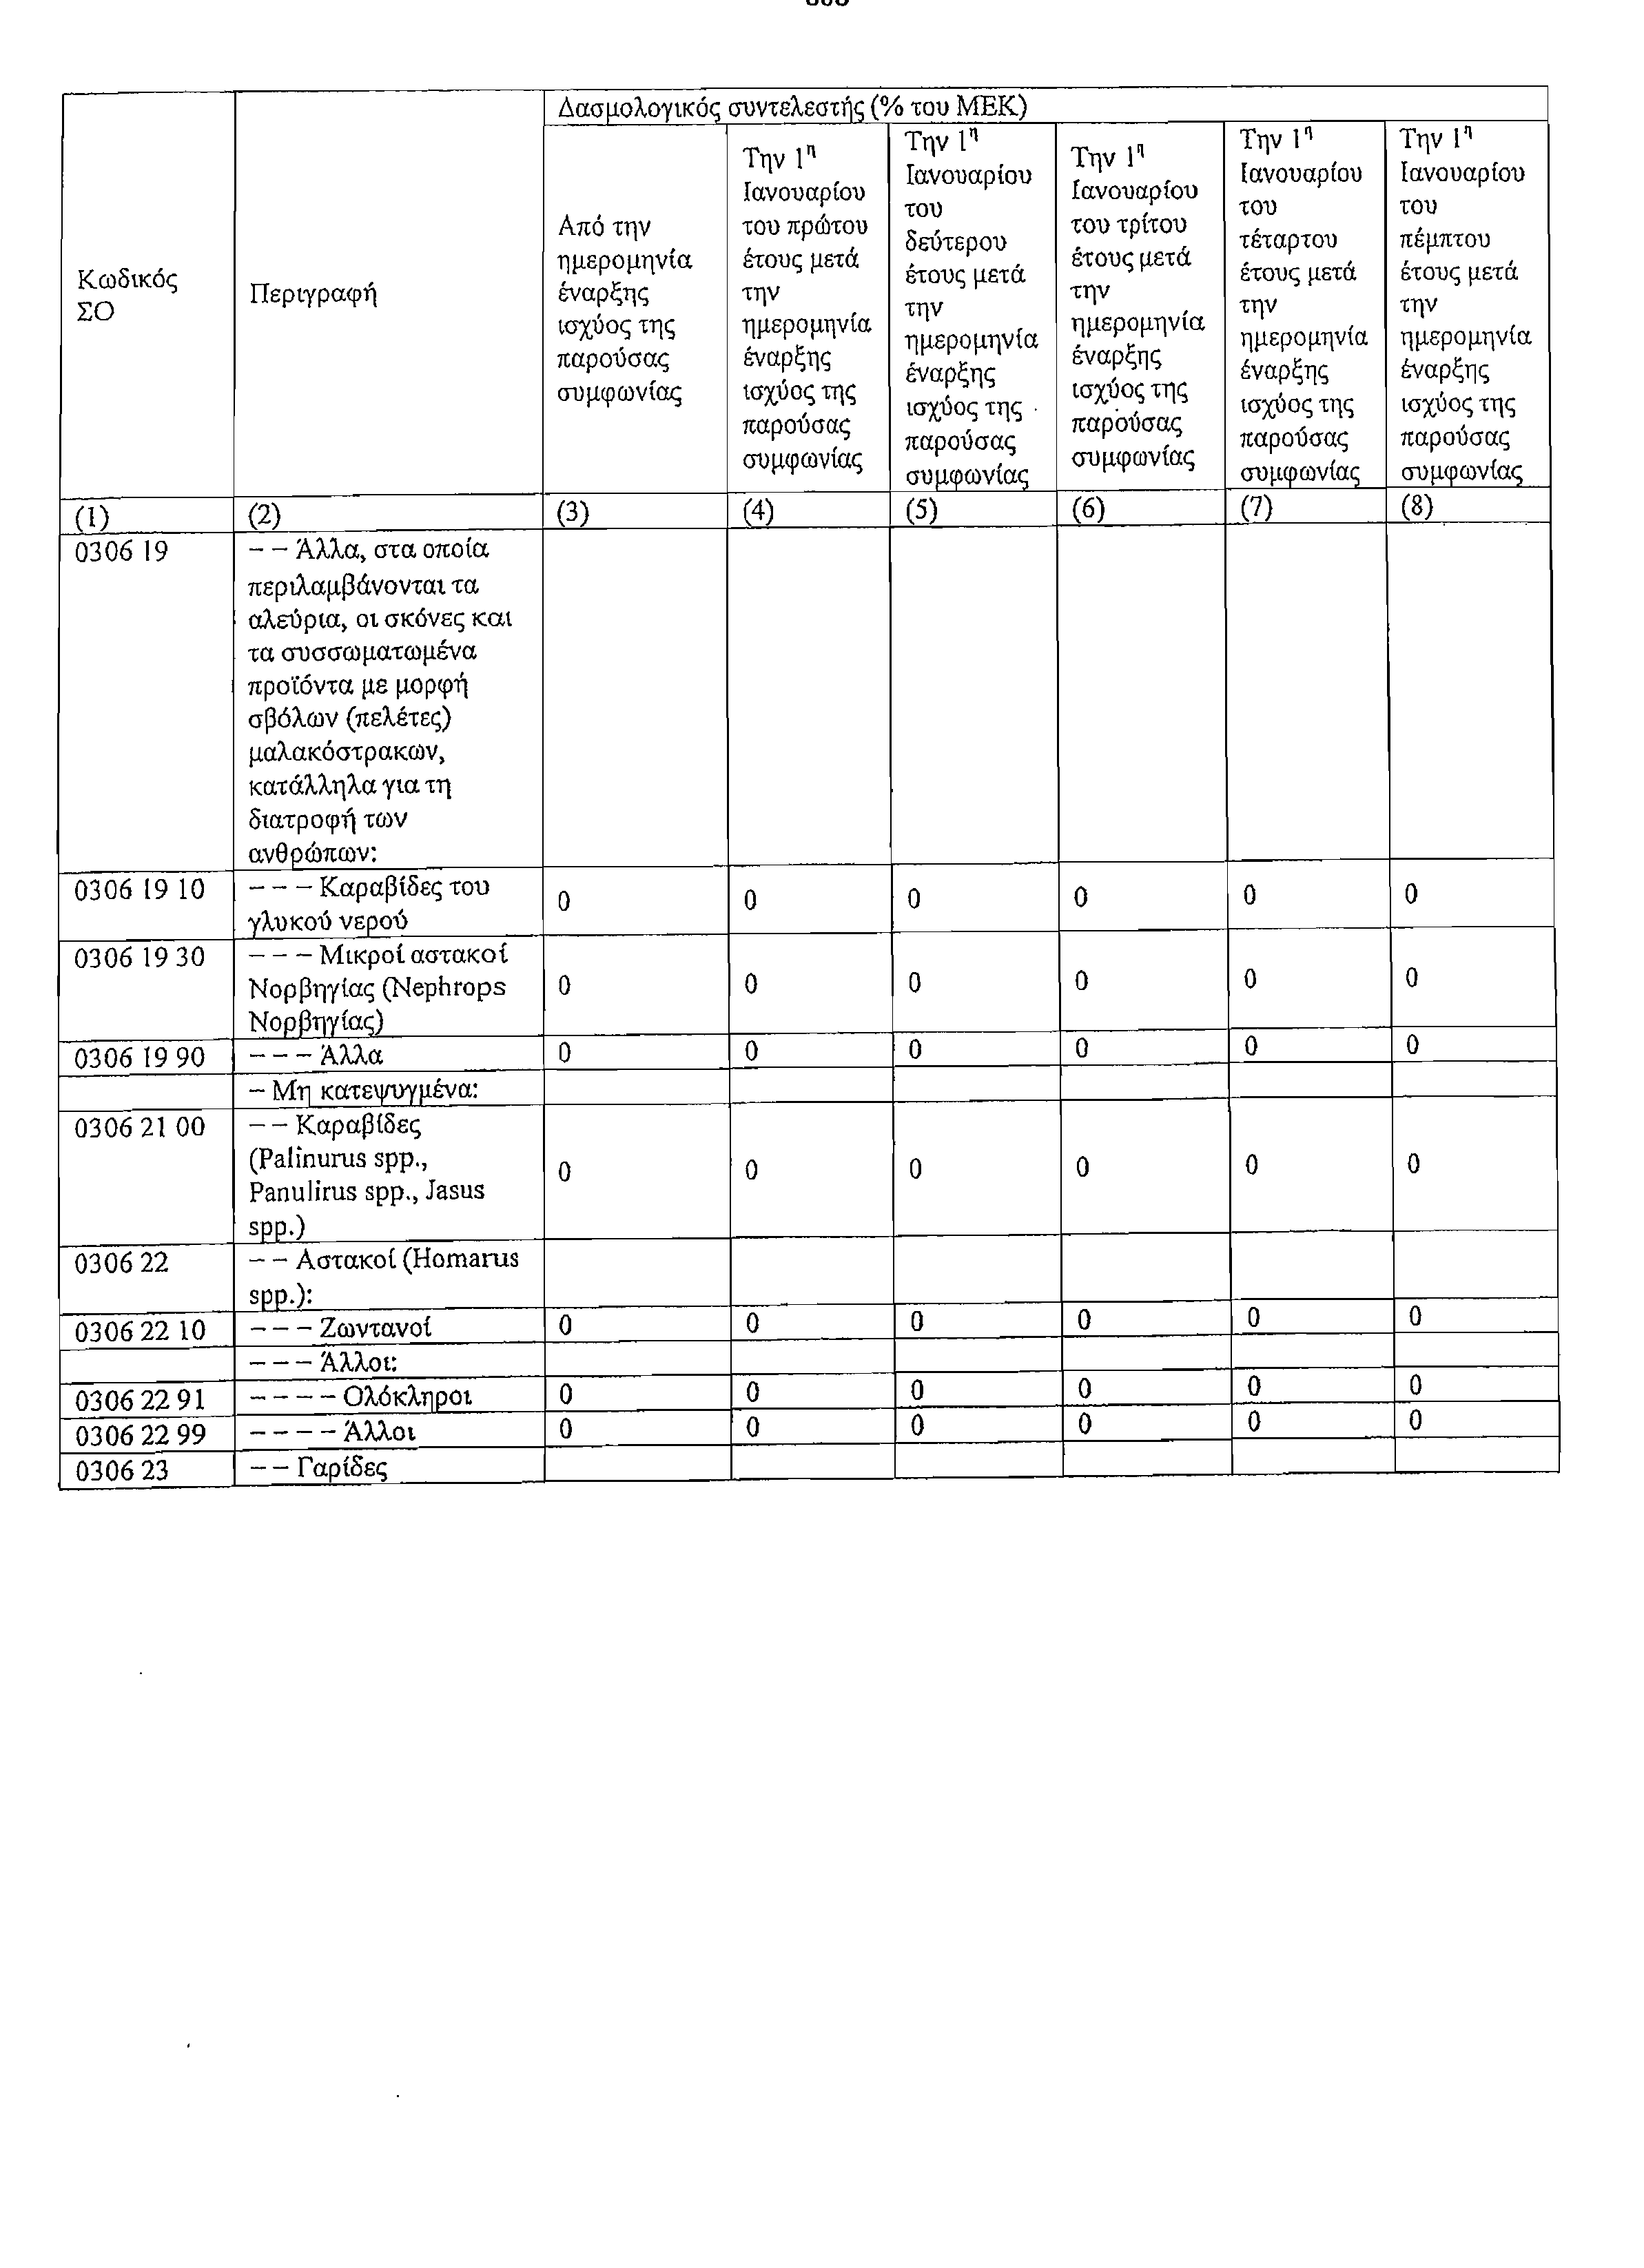 Δασμολογικός συντελεστής (% του ΜΕΚ)
Κωδικός
ΣΟ
Περιγραφή
Από την
ημερομηνία
έναρξης
ισχύος της
παρούσας
συμφωνίας
Την 1η
Ιανουαρίου
του πρώτου
έτους μετά
την
ημερομηνία
έναρξης
ισχύος της
παρούσας
συμφωνίας
Την 1η
Ιανουαρίου
του
δεύτερου
έτους μετά
την
ημερομηνία
έναρξης
ισχύος της
παρούσας
συμφωνίας
Την 1η
Ιανουαρίου
του τρίτου
έτους μετά
την
ημερομηνία
έναρξης
ισχύος της
παρούσας
συμφωνίας
Την 1η
Ιανουαρίου
του
τέταρτου
έτους μετά
την
ημερομηνία
έναρξης
ισχύος της
παρούσας
συμφωνίας
Την 1η
Ιανουαρίου
του
πέμπτου
έτους μετά
την
ημερομηνία
έναρξης
ισχύος της
παρούσας
συμφωνίας
(1) (2) (3) (4) (5) (6) (7) (8)
0306 19 – – Άλλα, στα οποία
περιλαμβάνονται τα
αλεύρια, οι σκόνες και
τα συσσωματωμένα
προϊόντα με μορφή
σβόλων (πελέτες)
μαλακόστρακων,
κατάλληλα για τη
διατροφή των
ανθρώπων:
0306 19 10 – – – Καραβίδες του
γλυκού νερού
0 0 0 0 0 0
0306 19 30 – – – Μικροί αστακοί
Νορβηγίας (Nephrops
Νορβηγίας)
0 0 0 0 0 0
0306 19 90 – – – Άλλα 0 0 0 0 0 0
– Μη κατεψυγμένα:
0306 21 00 – – Καραβίδες
(Palinurus spp.,
Panulirus spp., Jasus
spp.)
0 0 0 0 0 0
0306 22 – – Αστακοί (Homarus
spp.):
0306 22 10 – – – Ζωντανοί 0 0 0 0 0 0
– – – Άλλοι:
0306 22 91 – – – – Ολόκληροι 0 0 0 0 0 0
0306 22 99 – – – – Άλλοι 0 0 0 0 0 0
0306 23 – – Γαρίδες